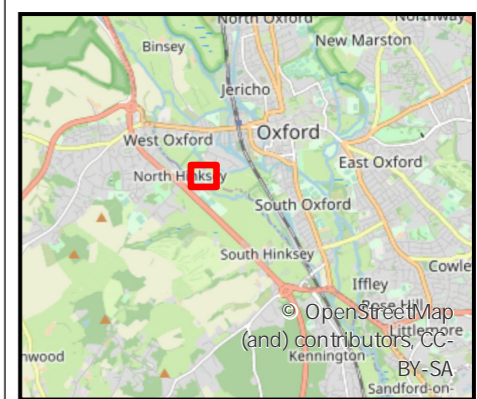 North Oxford
Northway
Binsey
New Marston
Jericho
West Oxford
Oxford
East Oxford
North Hinksey
South Oxford
South Hinksey
Cowle
Iffley
© OpenStreetMap
Rose Hill
(and) contributors, CC-
Littlemore
nwood
Kennington
BY-SA
Sandford-on-